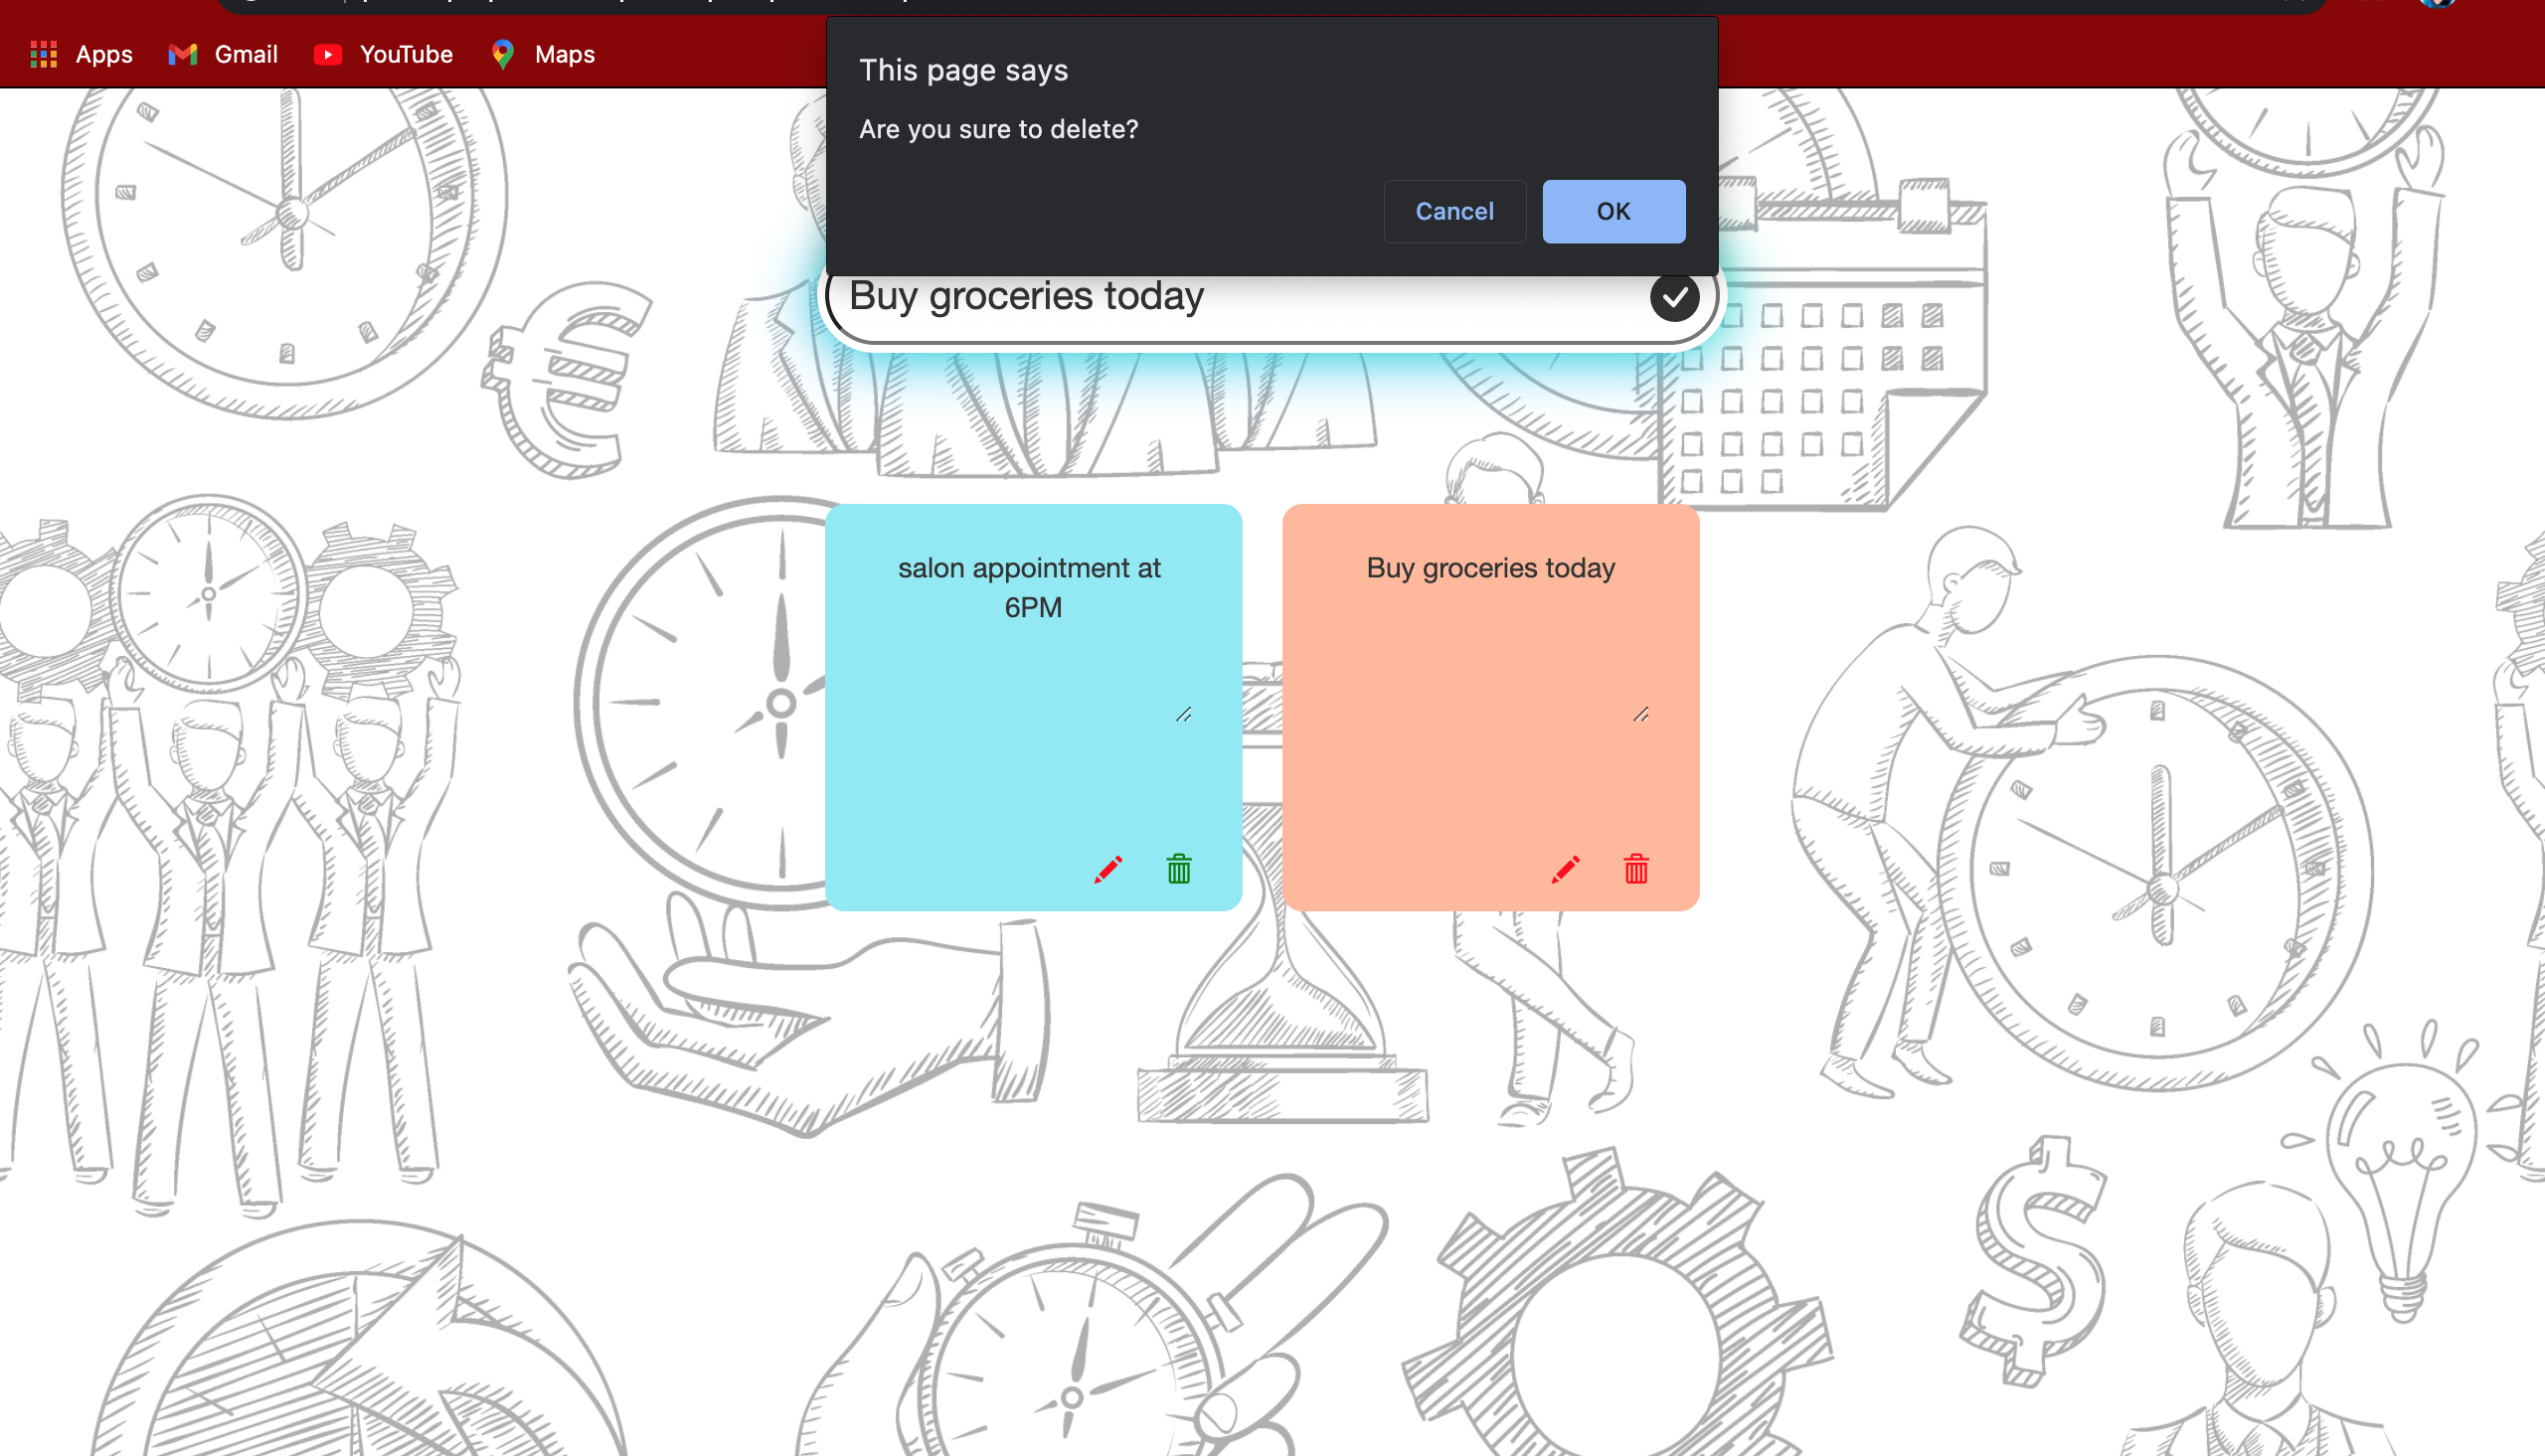 Apps
Gmail
YouTube
Maps
This page says
Are you sure to delete?
Cancel
OK
Buy groceries today
salon appointment at
6PM
Buy groceries today